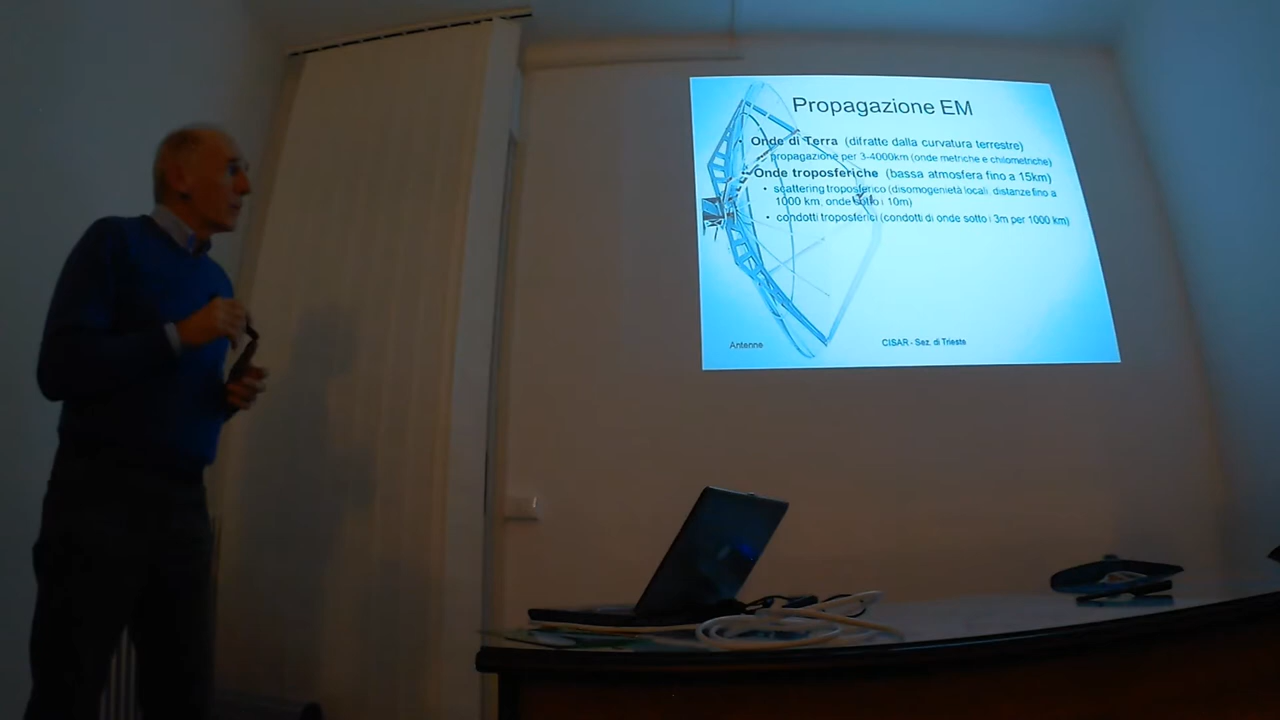 Propagazione EM
• Onde di Terra (difratte dalla curvatura terrestre)
• propagazione per 3-4000km (onde metriche e chilometriche)
• Onde troposferiche (bassa atmosfera fino a 15km)
• scattering troposferico (disomogenietà locali, distanze fino a
1000 km, onde sotto i 10m)
• condotti troposferici (condotti di onde sotto i 3m per 1000 km)
Antenne
CISAR - Sez. di Trieste